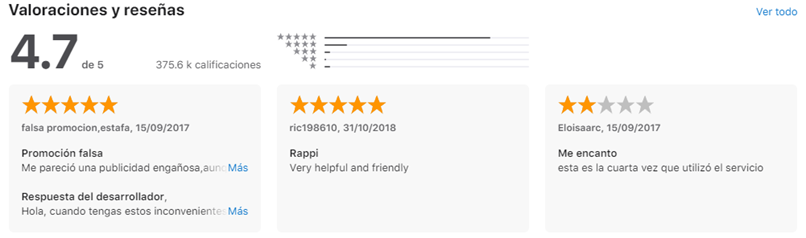 Valoraciones y reseñas
Ver todo
4.7 de 5
375.6 k calificaciones
falsa promocion,estafa, 15/09/2017
Promoción falsa
Me pareció una publicidad engañosa,aun Más
Respuesta del desarrollador,
Hola, cuando tengas estos inconvenientes Más
ric198610, 31/10/2018
Rappi
Very helpful and friendly
Eloisaarc, 15/09/2017
Me encanto
esta es la cuarta vez que utilizó el servicio